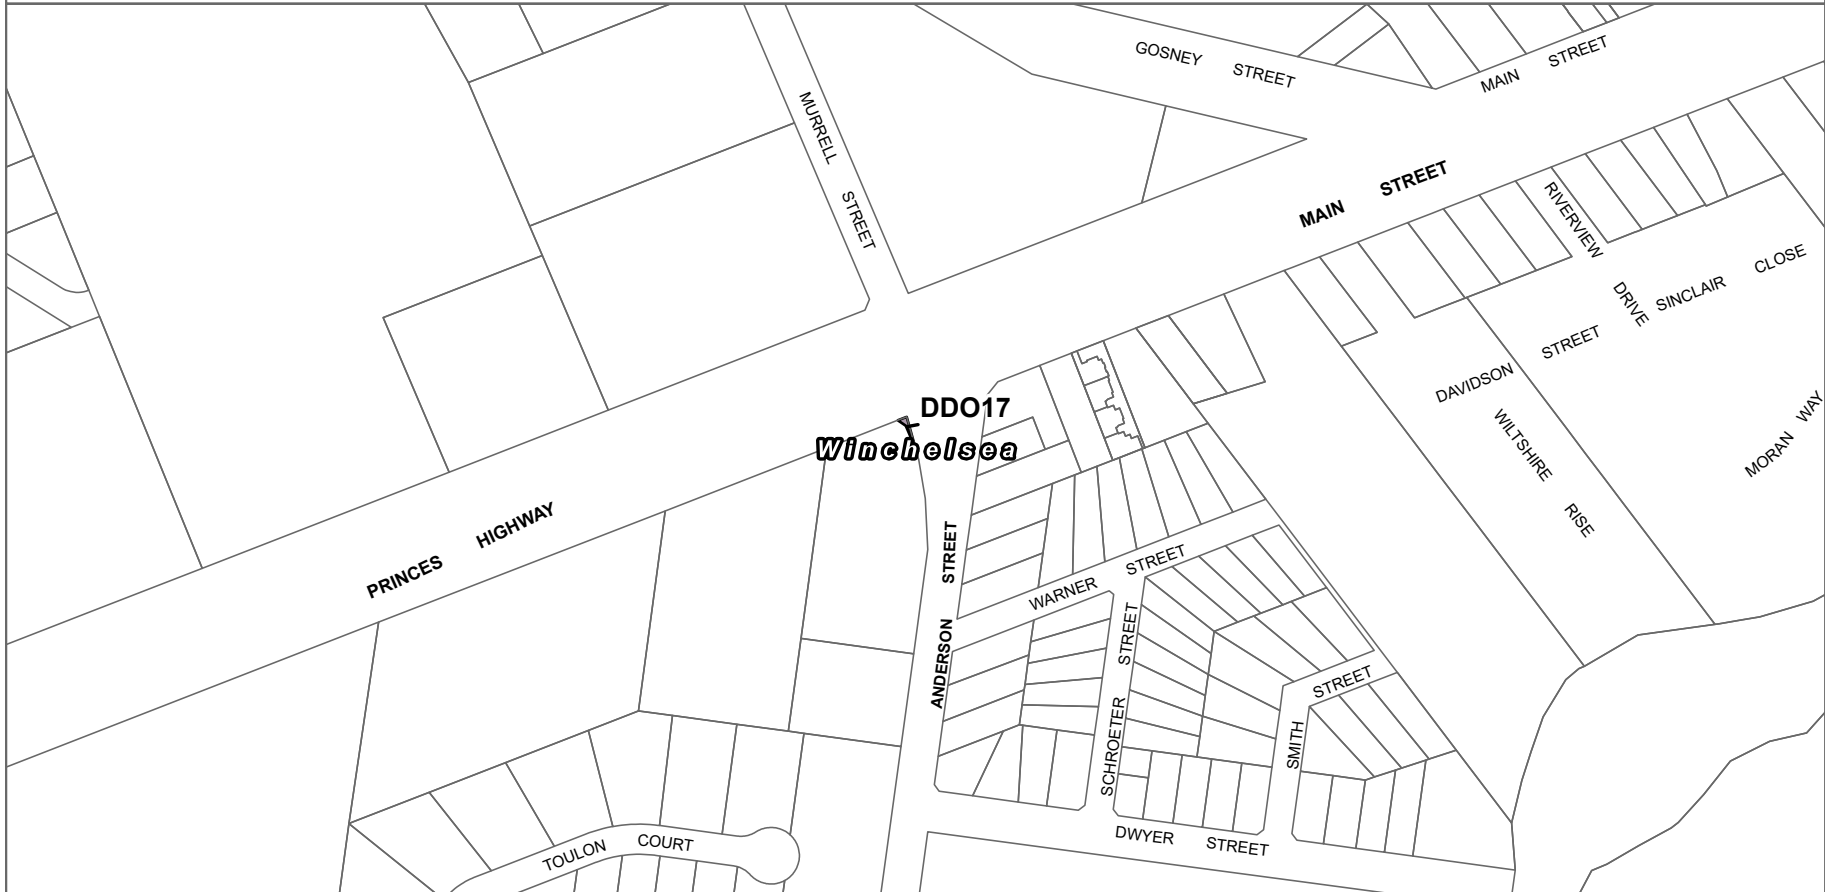 GOSNEY STREET
MAIN STREET
MURRELL STREET
MAIN STREET
RIVERVIEW DRIVE
SINCLAIR CLOSE
DAVIDSON STREET
DDO17
Winchelsea
WILTSHIRE RISE
MORAN WAY
PRINCES HIGHWAY
ANDERSON STREET
WARNER STREET
SCHROETER STREET
SMITH STREET
DWYER STREET
TOULON COURT